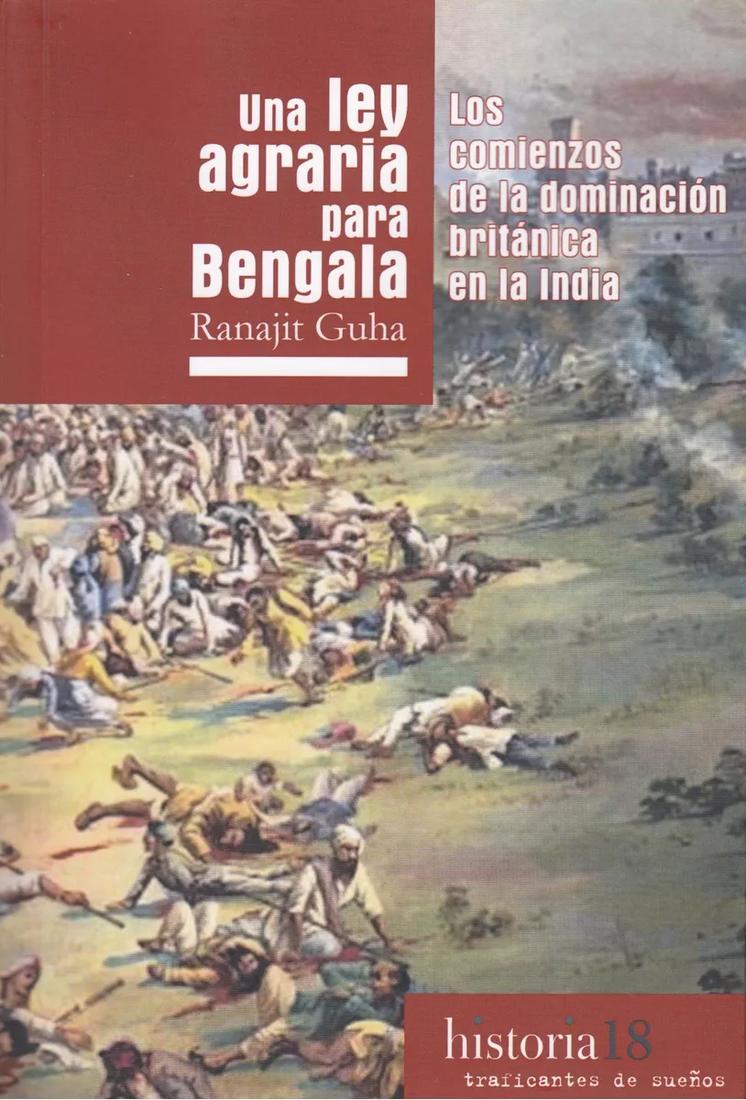 Una ley
agraria
para
Bengala
Ranajit Guha
Los
comienzos
de la dominación
británica
en la India
historia18
traficantes de sueños